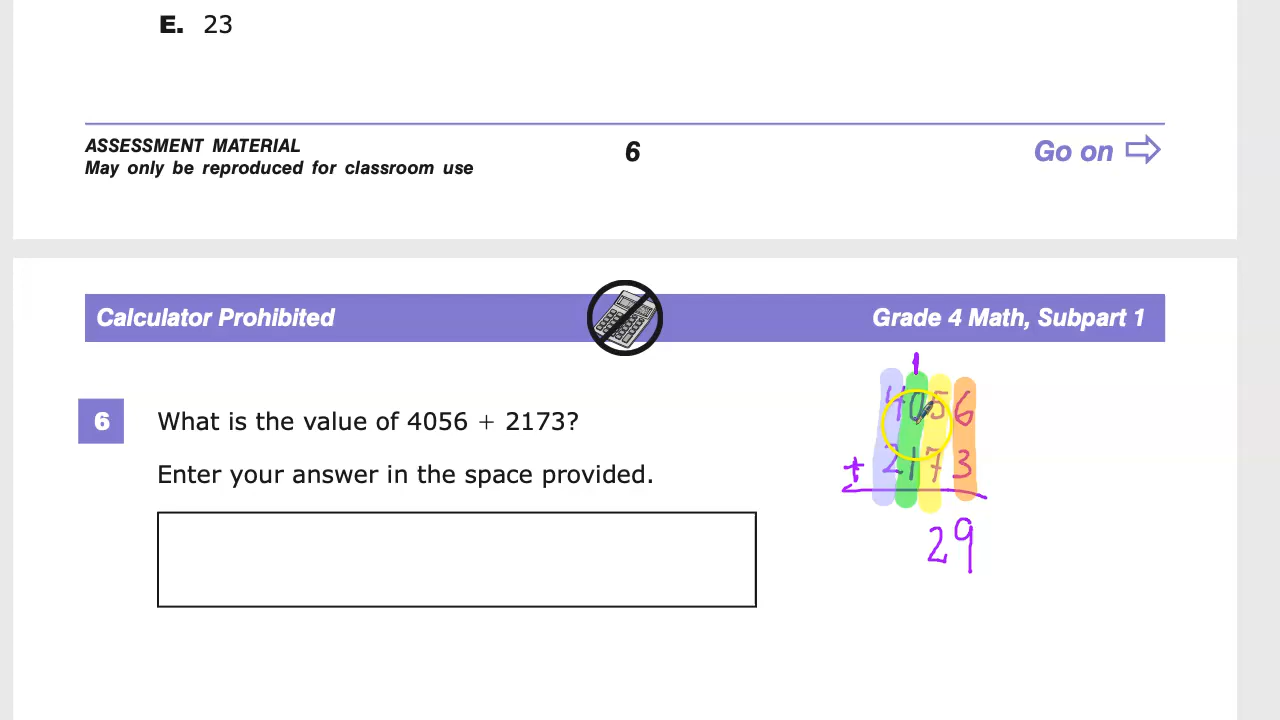 E. 23
ASSESSMENT MATERIAL
May only be reproduced for classroom use
6
Go on
Calculator Prohibited
Grade 4 Math, Subpart 1
1
4056
+ 2173
29
6
What is the value of 4056 + 2173?
Enter your answer in the space provided.